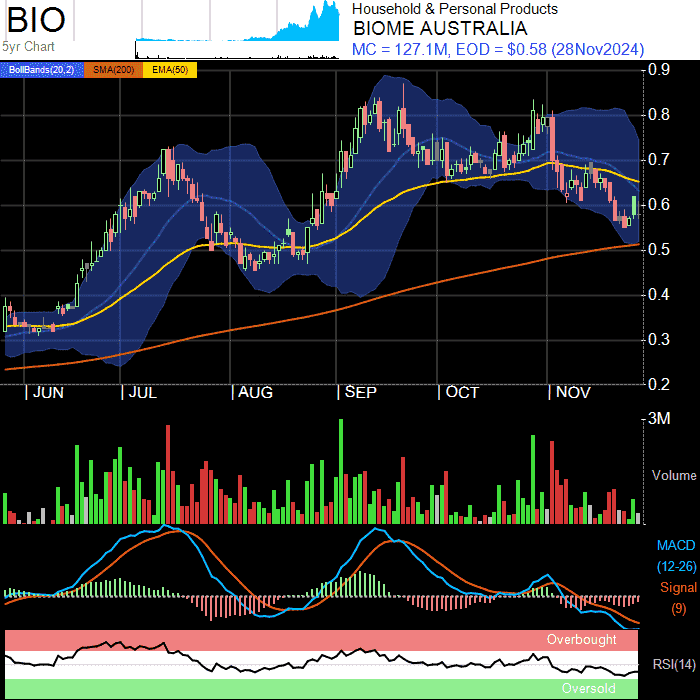 BIO
Household & Personal Products
BIOME AUSTRALIA
5yr Chart
MC = 127.1M, EOD = $0.58 (28Nov2024)
BollBands(20,2) SMA(200) EMA(50)
0.9
0.8
0.7
0.6
0.5
0.4
0.3
0.2
JUN JUL AUG SEP OCT NOV
3M
Volume
MACD
(12-26)
Signal
(9)
Overbought
RSI(14)
Oversold